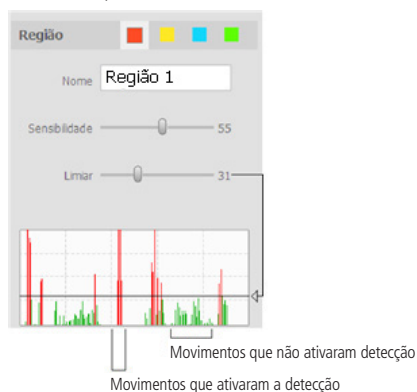 Região
Nome Região 1
Sensibilidade 55
Limiar 31
Movimentos que não ativaram detecção
Movimentos que ativaram a detecção